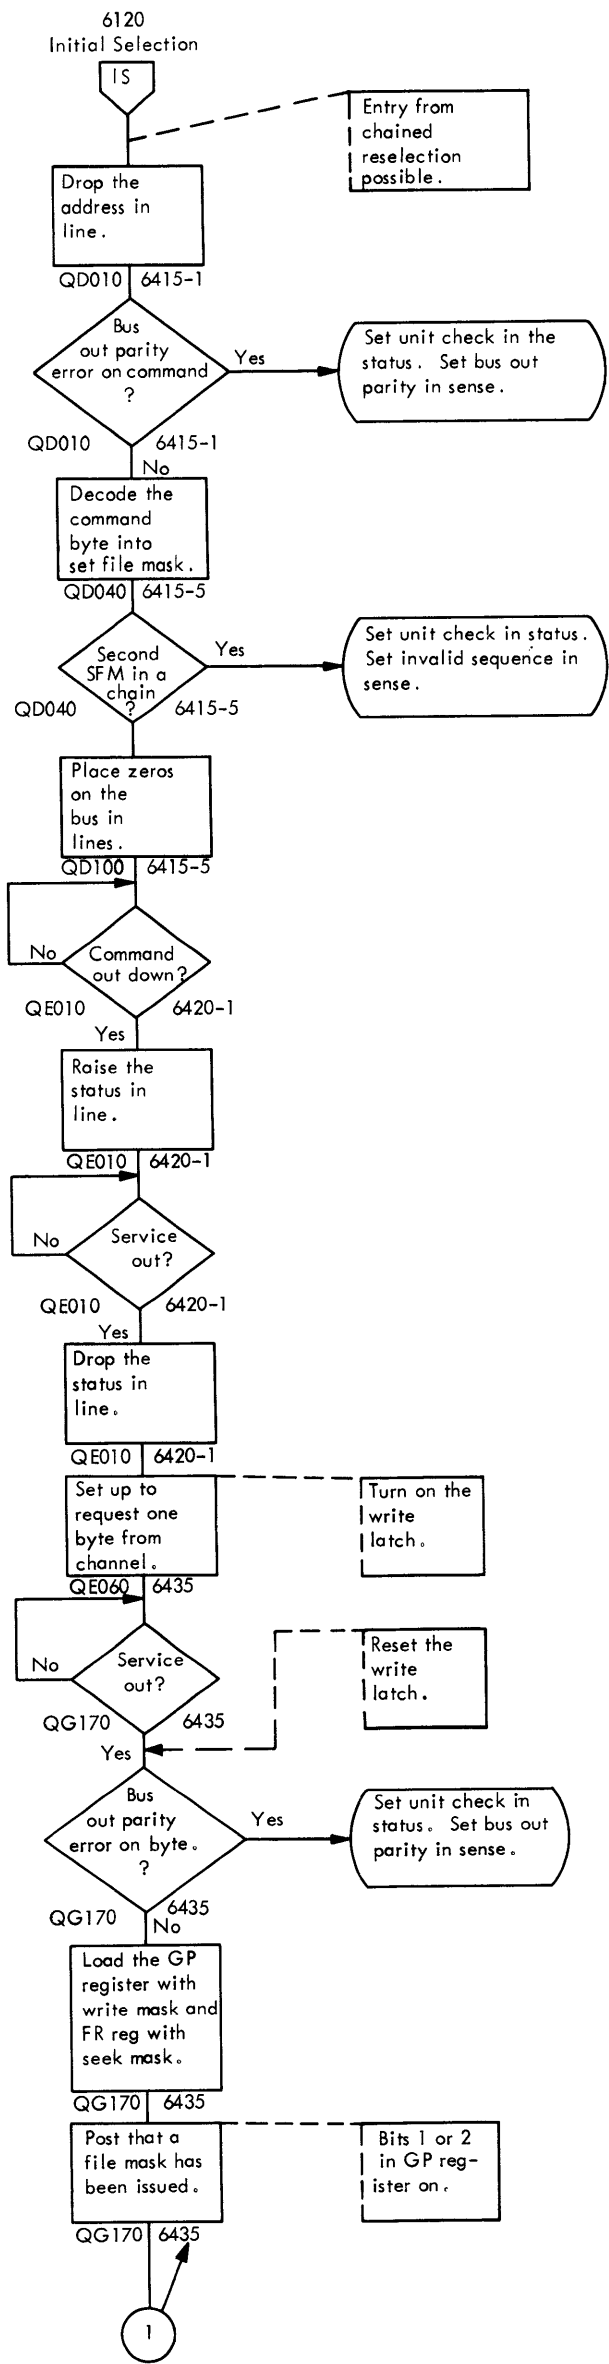 6120
Initial Selection
IS
Entry from
chained
reselection
possible.
Drop the
address in
line.
QD010 6415-1
Bus
out parity
error on command
?
Yes
Set unit check in the
status. Set bus out
parity in sense.
QD010 6415-1
No
Decode the
command
byte into
set file mask.
QD040 6415-5
Second
SFM in a
chain
?
Yes
Set unit check in status.
Set invalid sequence in
sense.
QD040 6415-5
Place zeros
on the
bus in
lines.
QD100 6415-5
No
Command
out down?
QE010 6420-1
Yes
Raise the
status in
line.
QE010 6420-1
No
Service
out?
QE010 6420-1
Yes
Drop the
status in
line.
QE010 6420-1
Set up to
request one
byte from
channel.
Turn on the
write
latch.
QE060 6435
No
Service
out?
Reset the
write
latch.
QG170 6435
Yes
Bus
out parity
error on byte.
?
Yes
Set unit check in
status. Set bus out
parity in sense.
QG170 6435
No
Load the GP
register with
write mask and
FR reg with
seek mask.
QG170 6435
Post that a
file mask has
been issued.
Bits 1 or 2
in GP reg-
ister on.
QG170 6435
1